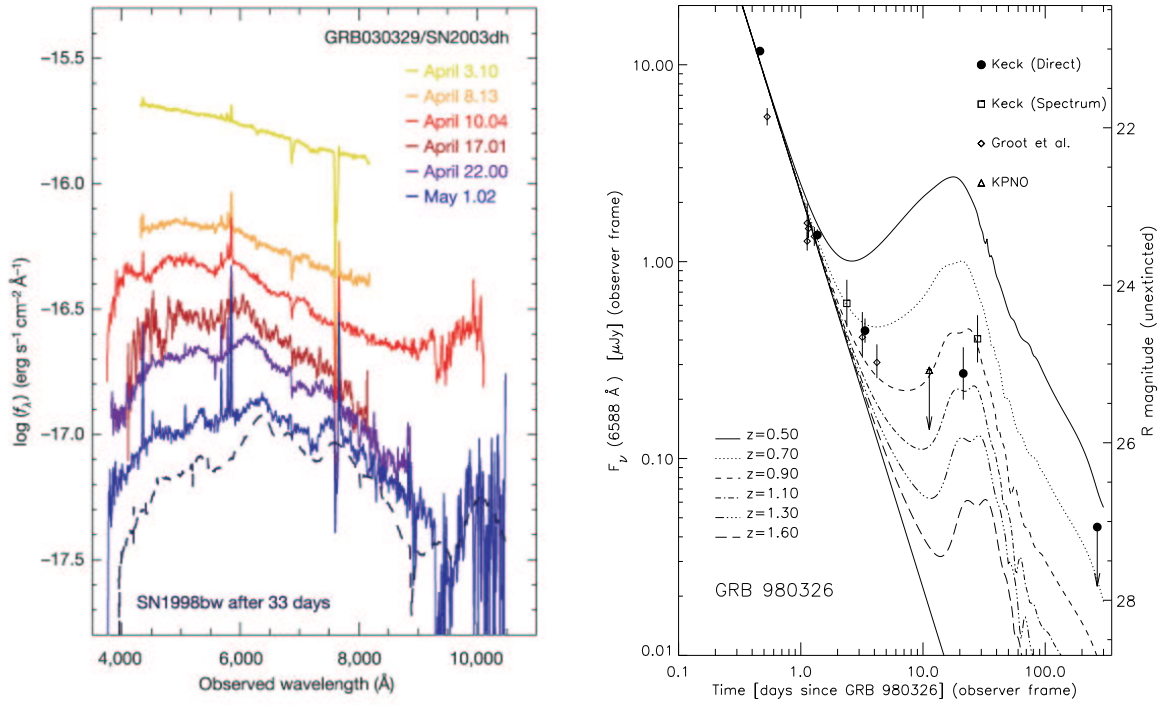 GRB030329/SN2003dh
April 3.10
April 8.13
April 10.04
April 17.01
April 22.00
May 1.02
−15.5
−16.0
−16.5
−17.0
−17.5
log (fλ) (erg s−1 cm−2 Å−1)
SN1998bw after 33 days
4,000
6,000
8,000
10,000
Observed wavelength (Å)
Keck (Direct)
Keck (Spectrum)
Groot et al.
KPNO
10.00
1.00
0.10
0.01
Fν (6588 Å) [μJy] (observer frame)
z=0.50
z=0.70
z=0.90
z=1.10
z=1.30
z=1.60
GRB 980326
22
24
26
28
R magnitude (unextincted)
0.1
1.0
10.0
100.0
Time [days since GRB 980326] (observer frame)